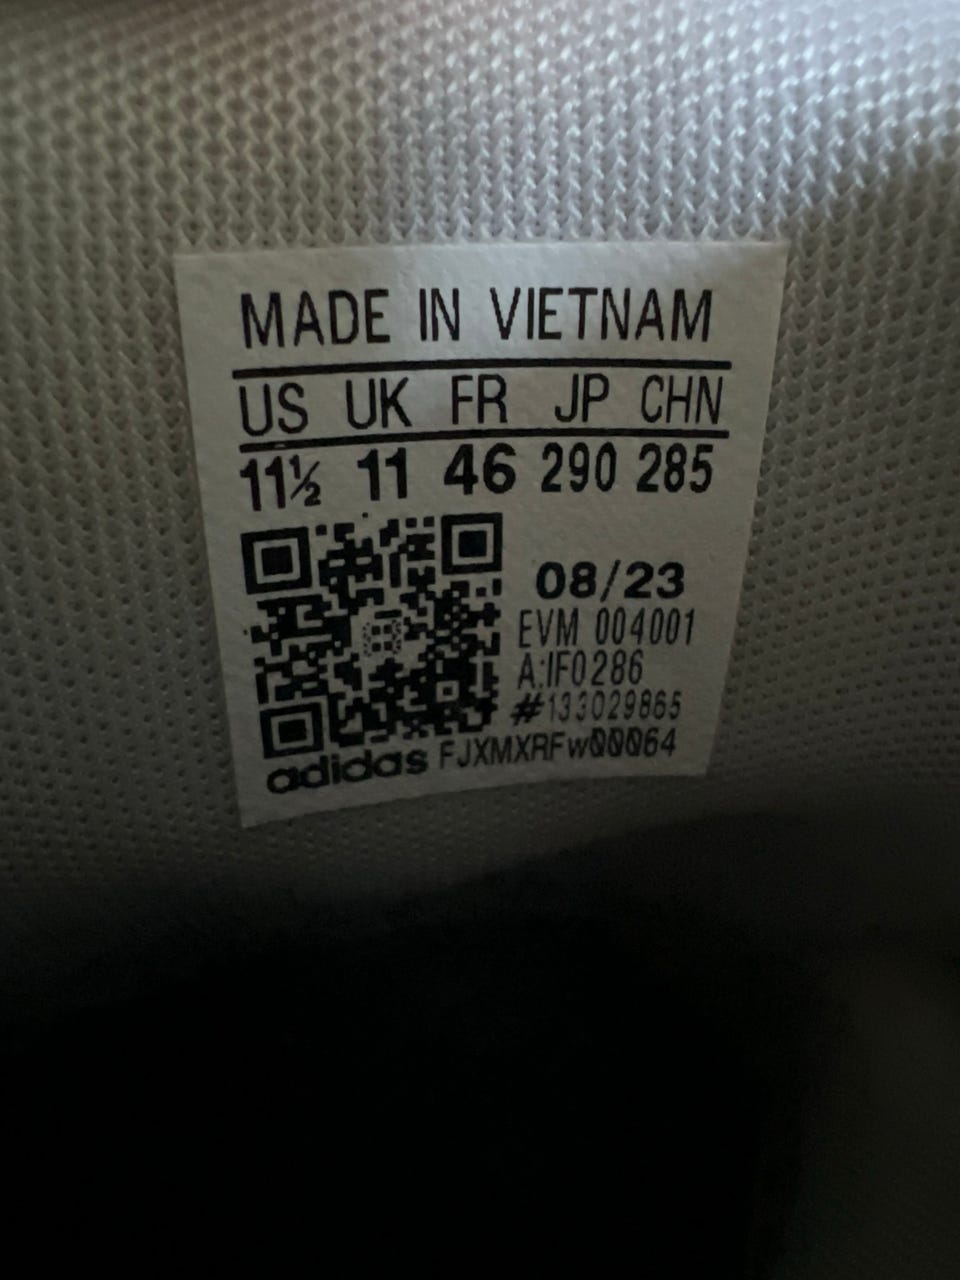 MADE IN VIETNAM
US UK FR JP CHN
11½ 11 46 290 285
08/23
EVM 004001
A:IF0286
#133029865
adidas FJXMXRFw00064